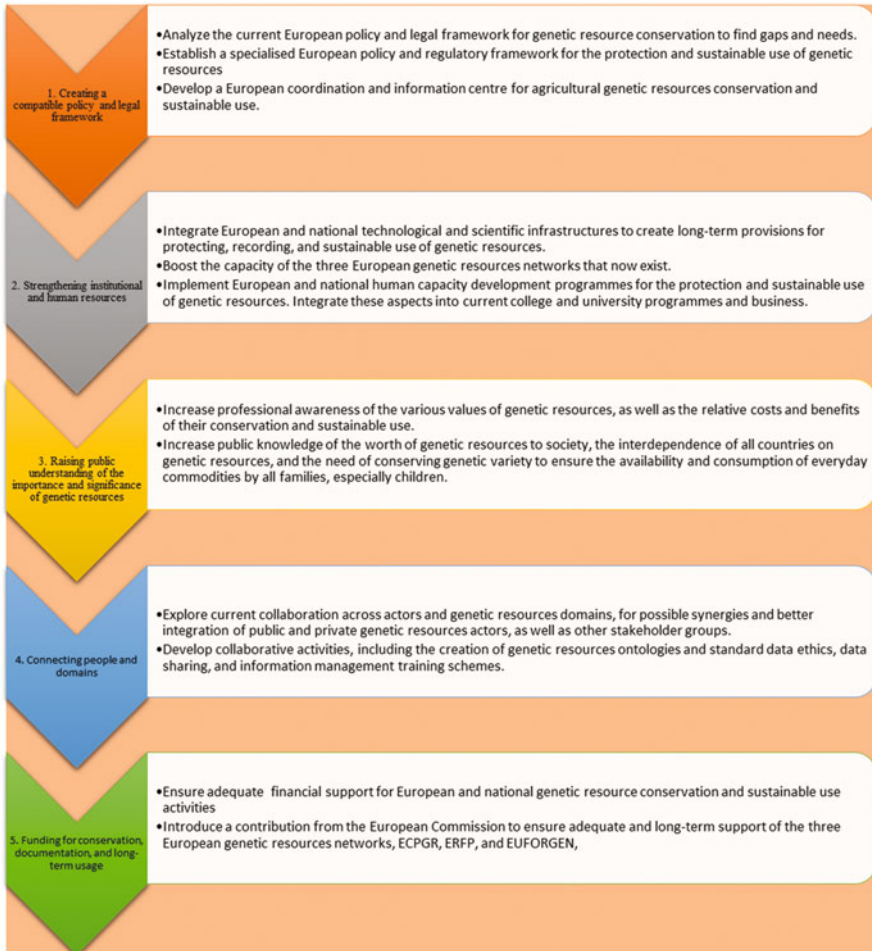 •Analyze the current European policy and legal framework for genetic resource conservation to find gaps and needs.
•Establish a specialised European policy and regulatory framework for the protection and sustainable use of genetic
resources
•Develop a European coordination and information centre for agricultural genetic resources conservation and
sustainable use.
1. Creating a
compatible policy and legal
framework
•Integrate European and national technological and scientific infrastructures to create long-term provisions for
protecting, recording, and sustainable use of genetic resources.
•Boost the capacity of the three European genetic resources networks that now exist.
•Implement European and national human capacity development programmes for the protection and sustainable use
of genetic resources. Integrate these aspects into current college and university programmes and business.
2. Strengthening institutional
and human resources
•Increase professional awareness of the various values of genetic resources, as well as the relative costs and benefits
of their conservation and sustainable use.
•Increase public knowledge of the worth of genetic resources to society, the interdependence of all countries on
genetic resources, and the need of conserving genetic variety to ensure the availability and consumption of everyday
commodities by all families, especially children.
3. Raising public
understanding of the
importance and significance
of genetic resources
•Explore current collaboration across actors and genetic resources domains, for possible synergies and better
integration of public and private genetic resources actors, as well as other stakeholder groups.
•Develop collaborative activities, including the creation of genetic resources ontologies and standard data ethics, data
sharing, and information management training schemes.
4. Connecting people and
domains
•Ensure adequate financial support for European and national genetic resource conservation and sustainable use
activities
•Introduce a contribution from the European Commission to ensure adequate and long-term support of the three
European genetic resources networks, ECPGR, ERFP, and EUFORGEN,
5. Funding for conservation,
documentation, and long-
term usage